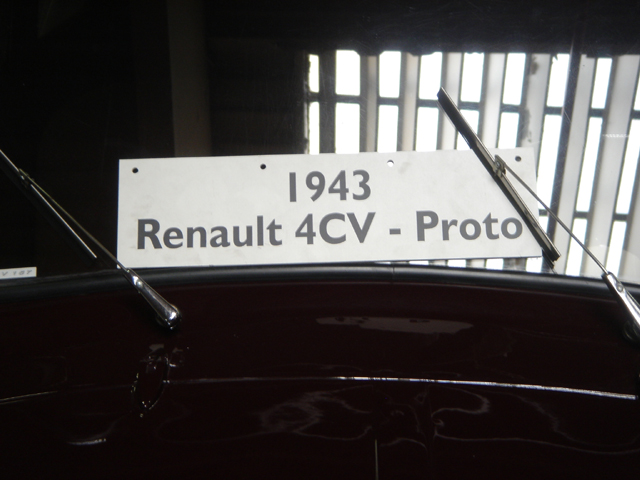 1943
Renault 4CV - Proto